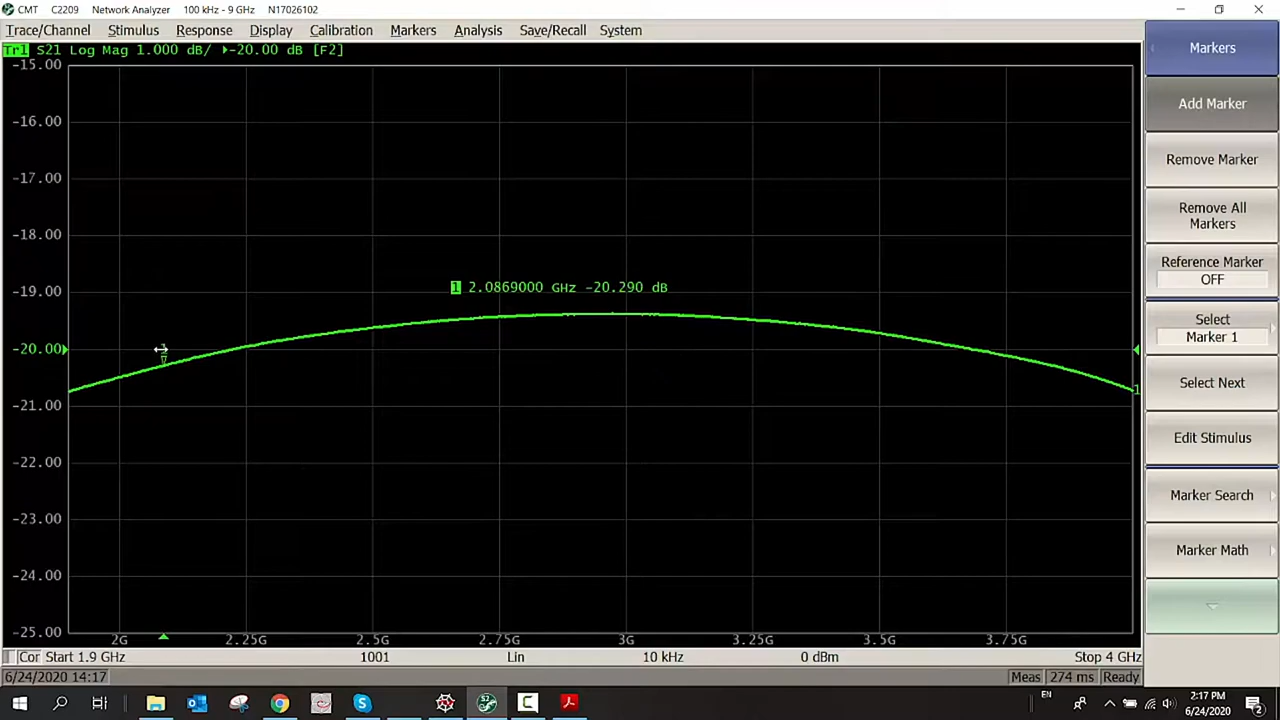 CMT C2209 Network Analyzer 100 kHz - 9 GHz N17026102
Trace/Channel Stimulus Response Display Calibration Markers Analysis Save/Recall System
Tr1 S21 Log Mag 1.000 dB/ ▶-20.00 dB [F2]
-15.00
-16.00
-17.00
-18.00
-19.00
1 2.0869000 GHz -20.290 dB
-20.00
1
-21.00
-22.00
-23.00
-24.00
-25.00
2G 2.25G 2.5G 2.75G 3G 3.25G 3.5G 3.75G
Cor Start 1.9 GHz 1001 Lin 10 kHz 0 dBm Stop 4 GHz
6/24/2020 14:17 Meas 274 ms Ready
Markers
Add Marker
Remove Marker
Remove All
Markers
Reference Marker
OFF
Select
Marker 1
Select Next
Edit Stimulus
Marker Search
Marker Math
EN
2:17 PM
6/24/2020
2